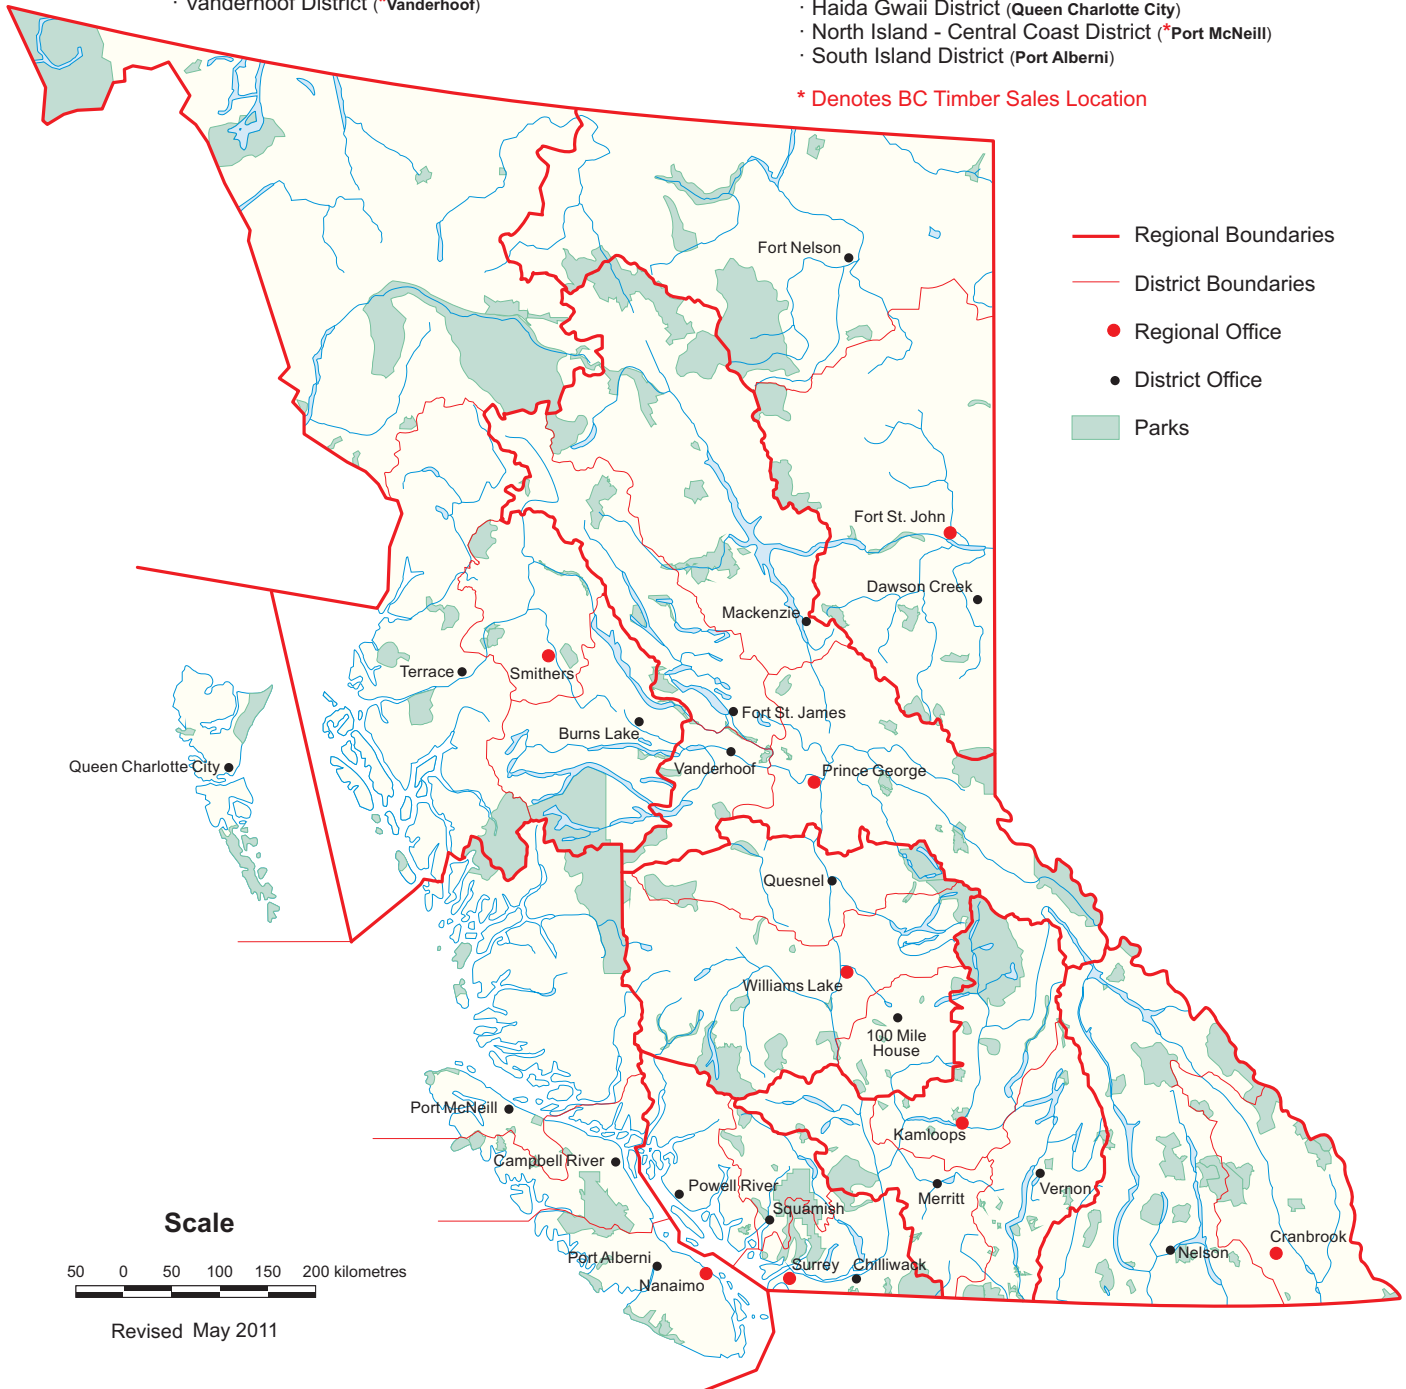 · Vanderhoof District (*Vanderhoof)
· Haida Gwaii District (Queen Charlotte City)
· North Island - Central Coast District (*Port McNeill)
· South Island District (Port Alberni)
* Denotes BC Timber Sales Location
Regional Boundaries
District Boundaries
Regional Office
District Office
Parks
Fort Nelson
Fort St. John
Dawson Creek
Mackenzie
Terrace
Smithers
Fort St. James
Burns Lake
Vanderhoof
Prince George
Queen Charlotte City
Quesnel
Williams Lake
100 Mile
House
Port McNeill
Kamloops
Campbell River
Powell River
Squamish
Merritt
Vernon
Port Alberni
Nanaimo
Surrey
Chilliwack
Nelson
Cranbrook
Scale
50 0 50 100 150 200 kilometres
Revised May 2011